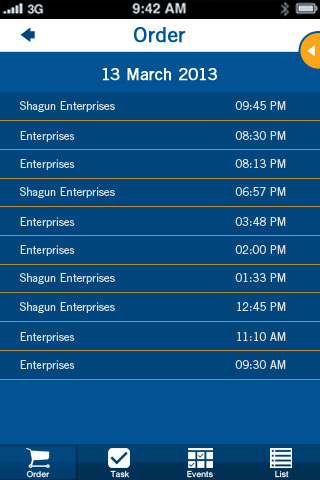 3G 9:42 AM
Order
13 March 2013
Shagun Enterprises 09:45 PM
Enterprises 08:30 PM
Enterprises 08:13 PM
Shagun Enterprises 06:57 PM
Enterprises 03:48 PM
Enterprises 02:00 PM
Shagun Enterprises 01:33 PM
Shagun Enterprises 12:45 PM
Enterprises 11:10 AM
Enterprises 09:30 AM
Order Task Events List